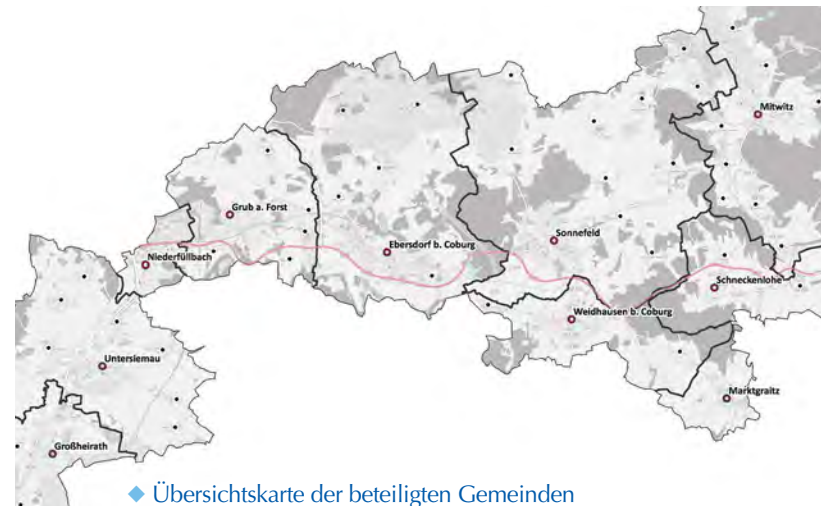 Mitwitz
Grub a. Forst
Sonnefeld
Ebersdorf b. Coburg
Niederfüllbach
Schneckenlohe
Weidhausen b. Coburg
Untersiemau
Marktgraitz
Großheirath
◆ Übersichtskarte der beteiligten Gemeinden